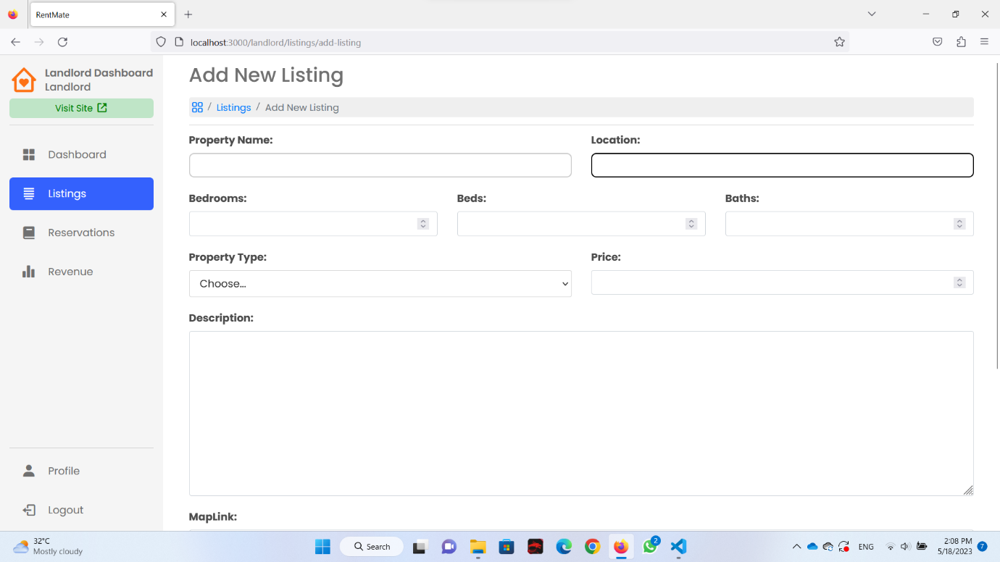 RentMate
localhost:3000/landlord/listings/add-listing
Landlord Dashboard
Landlord
Visit Site
Dashboard
Listings
Reservations
Revenue
Profile
Logout
Add New Listing
/ Listings / Add New Listing
Property Name: Location:
Bedrooms: Beds: Baths:
Property Type: Price:
Choose...
Description:
MapLink:
32°C
Mostly cloudy
Search
2
ENG
2:08 PM
5/18/2023
7